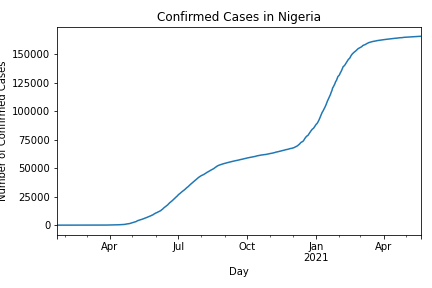 Confirmed Cases in Nigeria
Number of Confirmed Cases
150000
125000
100000
75000
50000
25000
0
Apr
Jul
Oct
Jan
2021
Apr
Day